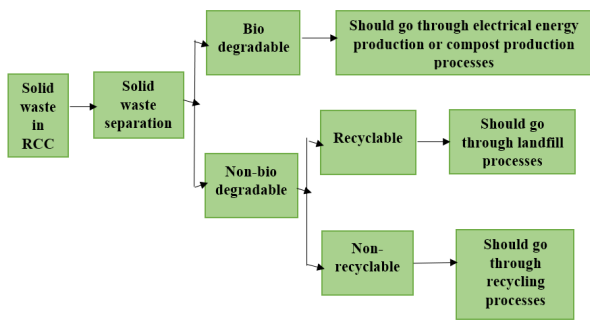 Solid
waste
in
RCC
Solid
waste
separation
Bio
degradable
Should go through electrical energy
production or compost production
processes
Non-bio
degradable
Recyclable
Should go
through landfill
processes
Non-
recyclable
Should go
through
recycling
processes